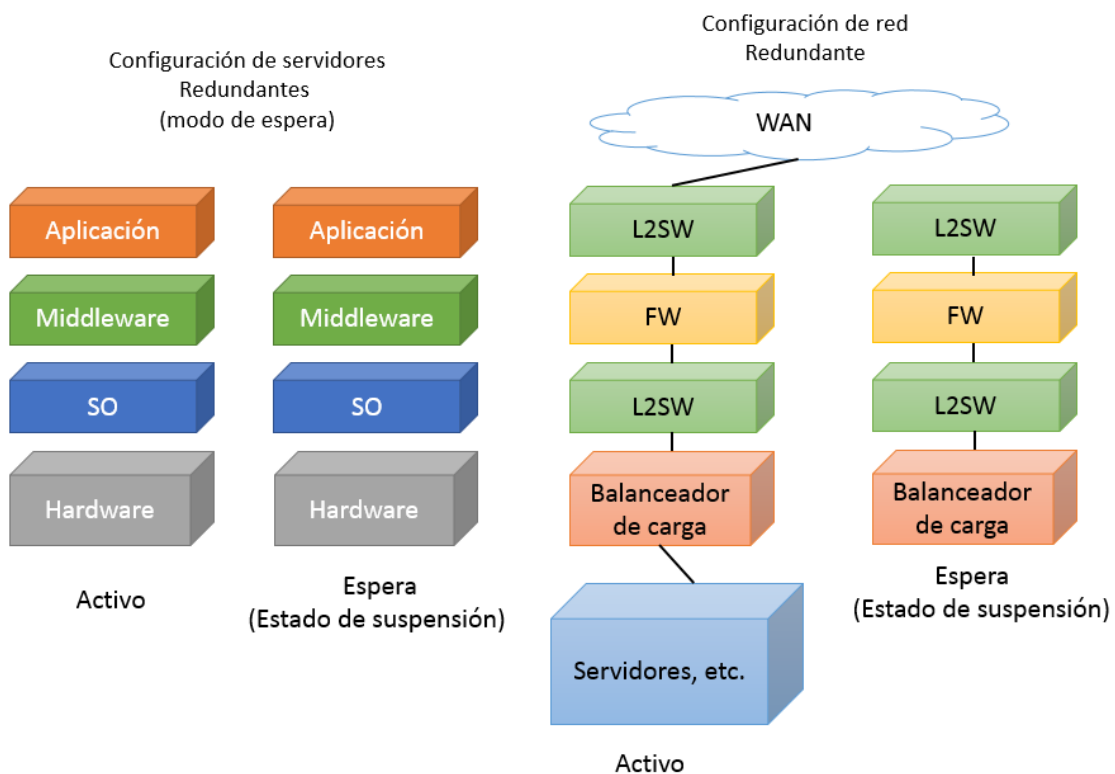 Configuración de servidores
Redundantes
(modo de espera)
Aplicación
Middleware
SO
Hardware
Activo
Aplicación
Middleware
SO
Hardware
Espera
(Estado de suspensión)
Configuración de red
Redundante
WAN
L2SW
FW
L2SW
Balanceador
de carga
Servidores, etc.
Activo
L2SW
FW
L2SW
Balanceador
de carga
Espera
(Estado de suspensión)